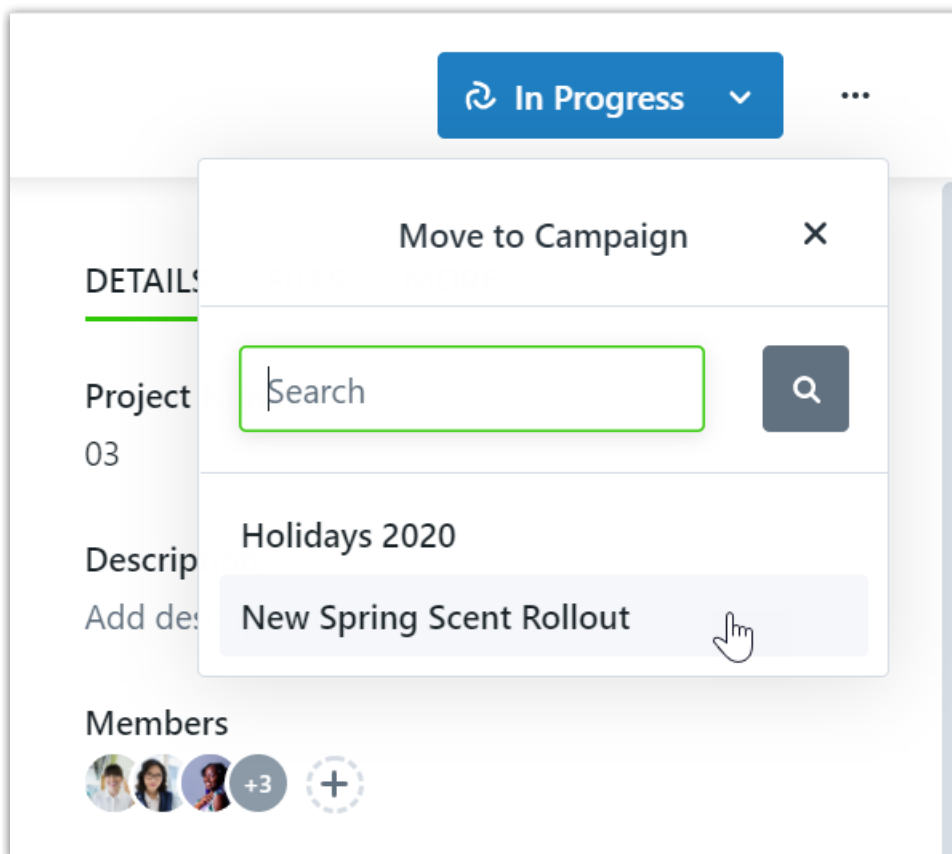 In Progress
Move to Campaign
DETAILS
Search
Project
03
Holidays 2020
Descrip
Add des
New Spring Scent Rollout
Members
+3